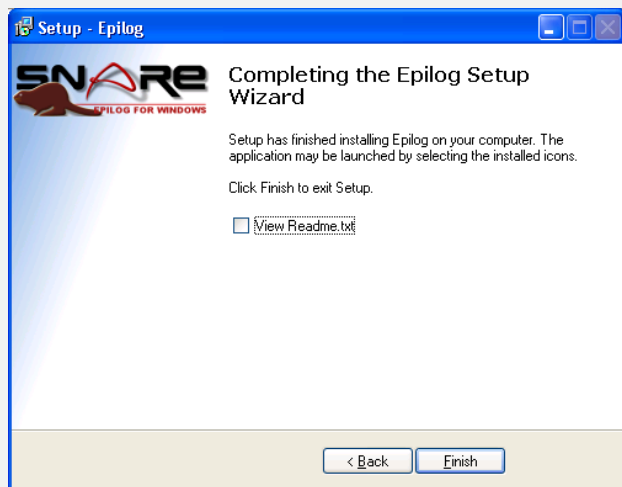 Setup - Epilog
SNARE
EPILOG FOR WINDOWS
Completing the Epilog Setup
Wizard
Setup has finished installing Epilog on your computer. The
application may be launched by selecting the installed icons.
Click Finish to exit Setup.
View Readme.txt
< Back
Finish